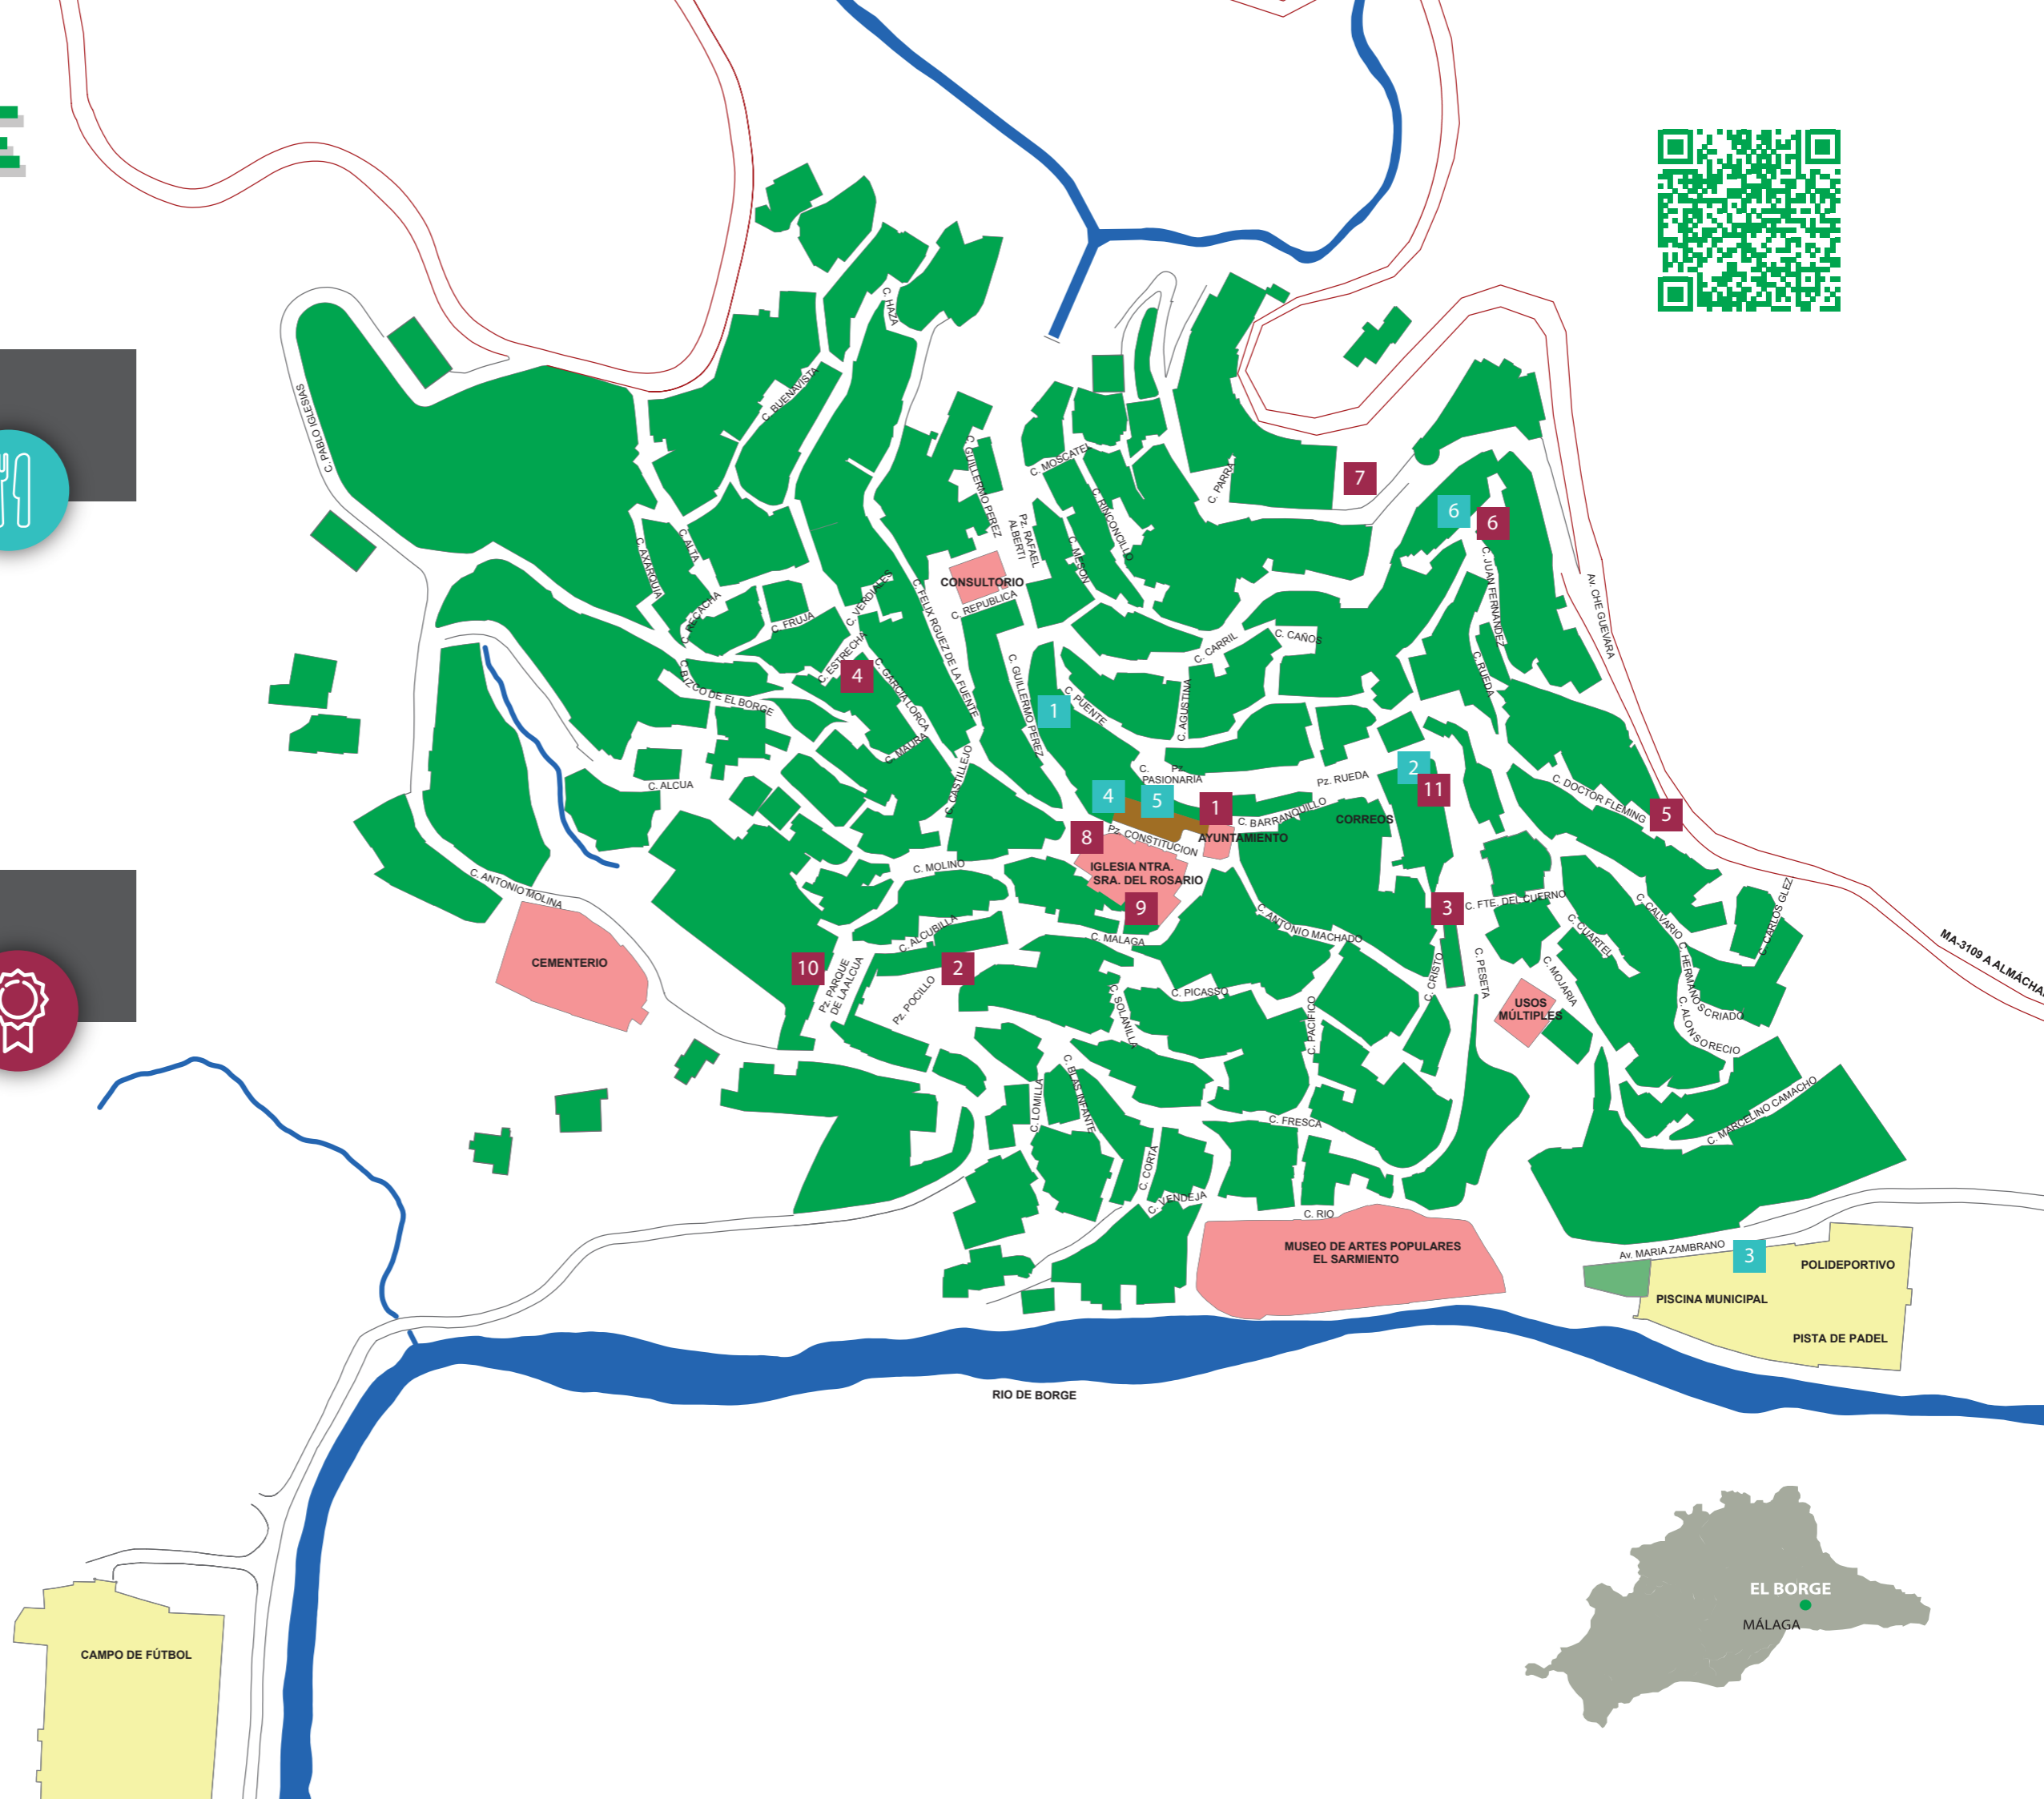 C. HAZA
C. PABLO IGLESIAS
C. BUENAVISTA
C. GUILLERMO PEREZ
C. MOSCATEL
C. PARRA
7
C. RINCONCILLO
6
6
Pz. RAFAEL
ALBERTI
C. MESON
C. ALTA
C. AXARQUIA
C. JUAN FERNANDEZ
Av. CHE GUEVARA
CONSULTORIO
C. REPUBLICA
C. VERDIALES
C. FELIX RGUEZ DE LA FUENTE
C. RECACHA
C. FRUJA
C. ESTRECHA
4
C. GARCIA LORCA
C. BIZCO DE EL BORGE
C. CARRIL
C. CAÑOS
C. RUEDA
C. GUILLERMO PEREZ
1
C. PUENTE
C. AGUSTINA
C. MAURA
C. CASTILLEJO
C. ALCUA
C. Pz.
PASIONARIA
Pz. RUEDA
2
11
4
5
1
C. BARRANQUILLO
CORREOS
C. DOCTOR FLEMING
5
8
Pz. CONSTITUCION
AYUNTAMIENTO
IGLESIA NTRA.
SRA. DEL ROSARIO
9
C. MOLINO
C. ANTONIO MOLINA
C. ALCUBILLA
C. MALAGA
C. ANTONIO MACHADO
3
C. FTE. DEL CUERNO
C. CUARTEL
C. CALVARIO
C. CARLOS GLEZ
MA-3109 A ALMÁCHAR
CEMENTERIO
10
Pz. PARQUE
DE LA ALCUA
2
Pz. POCILLO
C. PICASSO
C. SOLANILLA
C. PACIFICO
C. CRISTO
C. PESETA
C. MOJARIA
USOS
MÚLTIPLES
C. HERMANOS CRIADO
C. ALONSO RECIO
C. MARCELINO CAMACHO
C. LOMILLA
C. BLAS INFANTE
C. FRESCA
C. CORTA
C. VENDEJA
C. RIO
MUSEO DE ARTES POPULARES
EL SARMIENTO
Av. MARIA ZAMBRANO
3
POLIDEPORTIVO
PISCINA MUNICIPAL
PISTA DE PADEL
RIO DE BORGE
EL BORGE
MÁLAGA
CAMPO DE FÚTBOL